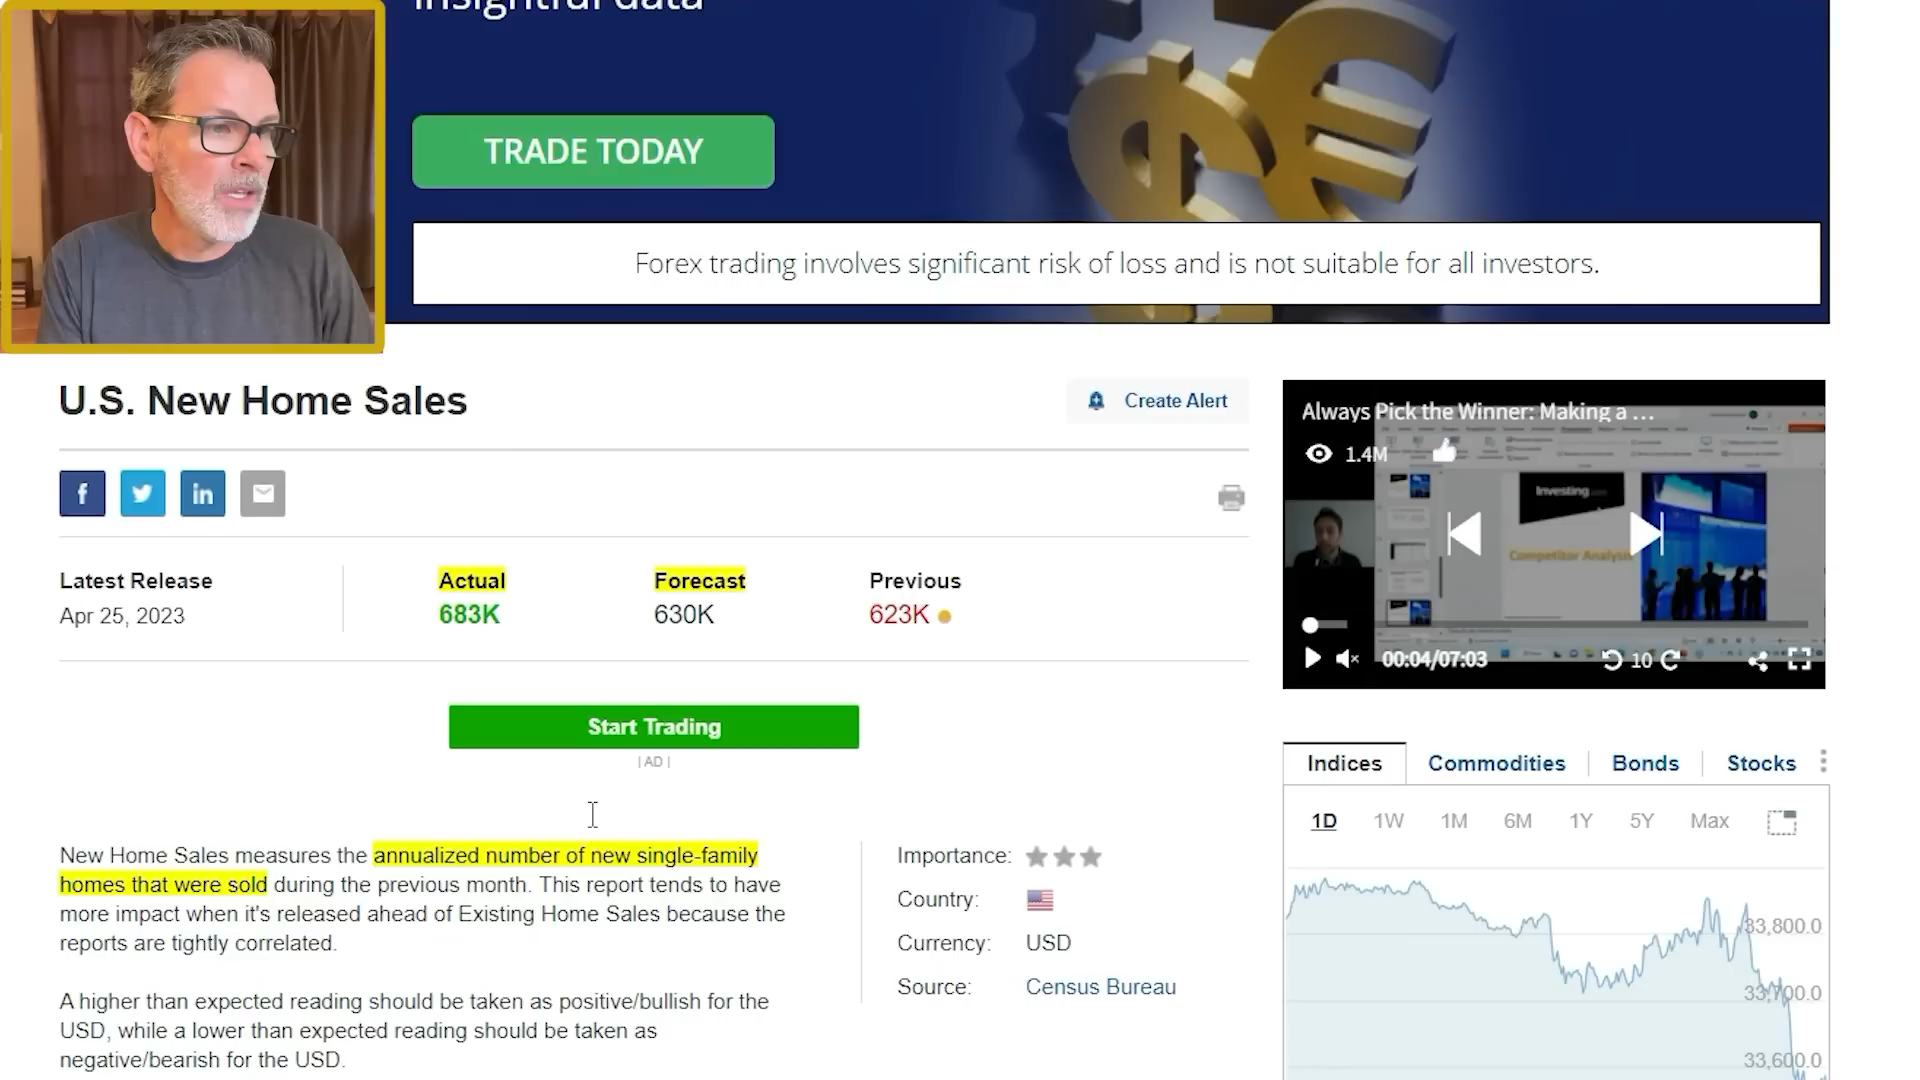 insightful data
TRADE TODAY
Forex trading involves significant risk of loss and is not suitable for all investors.
U.S. New Home Sales
Create Alert
f
in
Latest Release
Actual
Forecast
Previous
Apr 25, 2023
683K
630K
623K
Start Trading
| AD |
New Home Sales measures the annualized number of new single-family
homes that were sold during the previous month. This report tends to have
more impact when it's released ahead of Existing Home Sales because the
reports are tightly correlated.
A higher than expected reading should be taken as positive/bullish for the
USD, while a lower than expected reading should be taken as
negative/bearish for the USD.
Importance:
Country:
Currency: USD
Source: Census Bureau
Always Pick the Winner: Making a ...
1.4M
Investing
Competitor Analysis
00:04/07:03
10
Indices
Commodities
Bonds
Stocks
1D
1W
1M
6M
1Y
5Y
Max
33,800.0
33,700.0
33,600.0